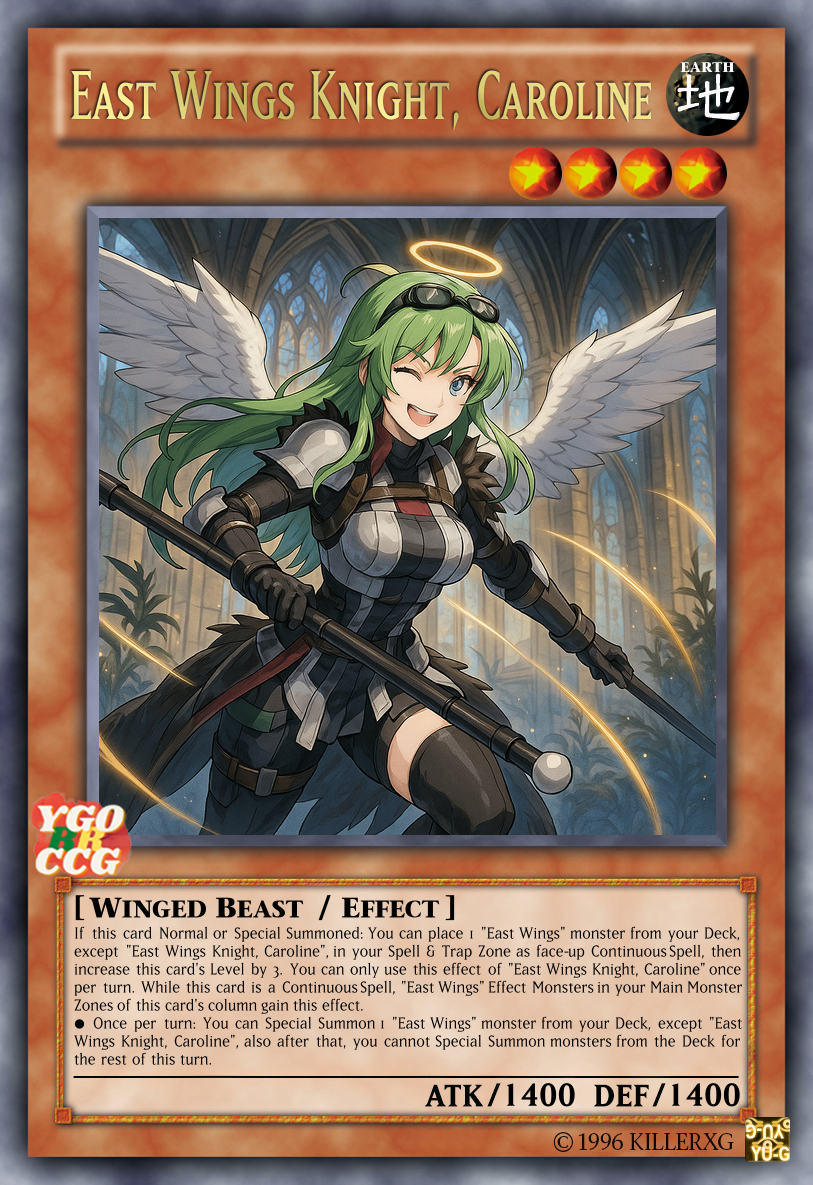 East Wings Knight, Caroline
EARTH
地
[ Winged Beast / Effect ]
If this card Normal or Special Summoned: You can place 1 "East Wings" monster from your Deck,
except "East Wings Knight, Caroline", in your Spell & Trap Zone as face-up Continuous Spell, then
increase this card's Level by 3. You can only use this effect of "East Wings Knight, Caroline" once
per turn. While this card is a Continuous Spell, "East Wings" Effect Monsters in your Main Monster
Zones of this card's column gain this effect.
● Once per turn: You can Special Summon 1 "East Wings" monster from your Deck, except "East
Wings Knight, Caroline", also after that, you cannot Special Summon monsters from the Deck for
the rest of this turn.
ATK/1400 DEF/1400
YGO
BR
CCG
© 1996 KILLERXG
YU-G